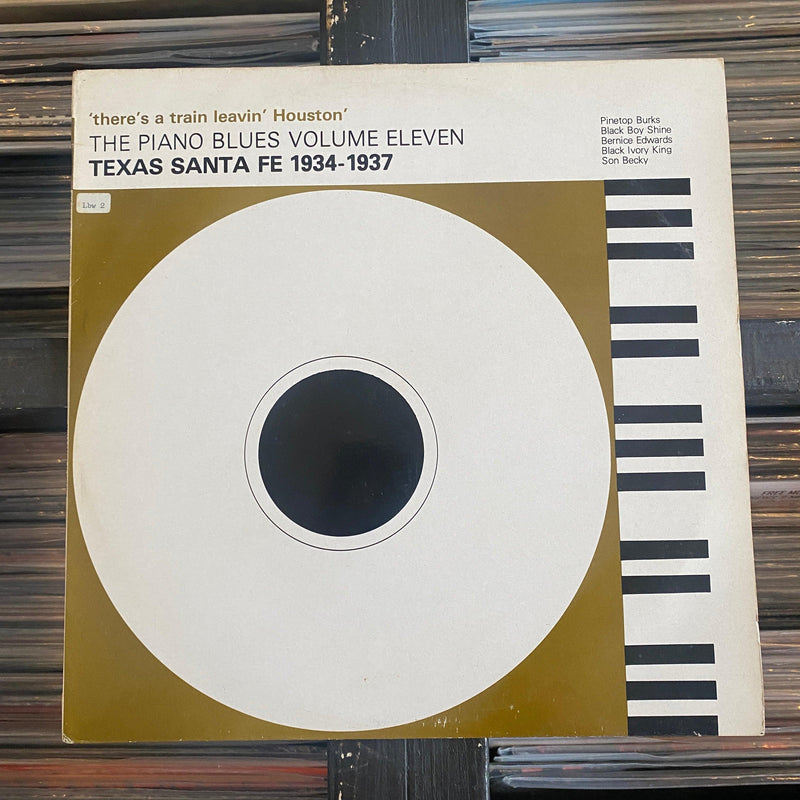 ‘there’s a train leavin’ Houston’
THE PIANO BLUES VOLUME ELEVEN
TEXAS SANTA FE 1934-1937
Pinetop Burks
Black Boy Shine
Bernice Edwards
Black Ivory King
Son Becky
Lbw 2